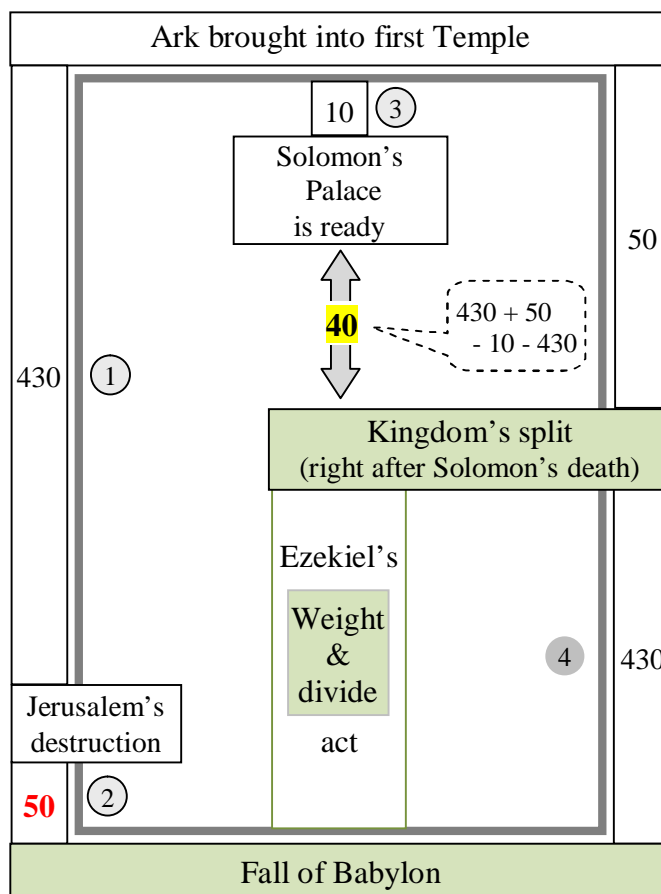 Ark brought into first Temple
10
3
Solomon's
Palace
is ready
50
40
430 + 50
- 10 - 430
430
1
Kingdom's split
(right after Solomon's death)
Ezekiel's
Weight
&
divide
act
4
430
Jerusalem's
destruction
50
2
Fall of Babylon